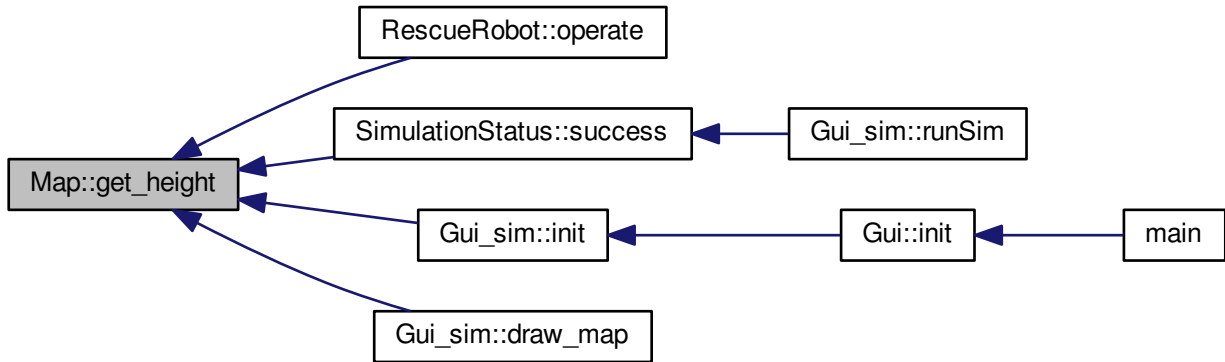 RescueRobot::operate
SimulationStatus::success
Gui_sim::runSim
Map::get_height
Gui_sim::init
Gui::init
main
Gui_sim::draw_map